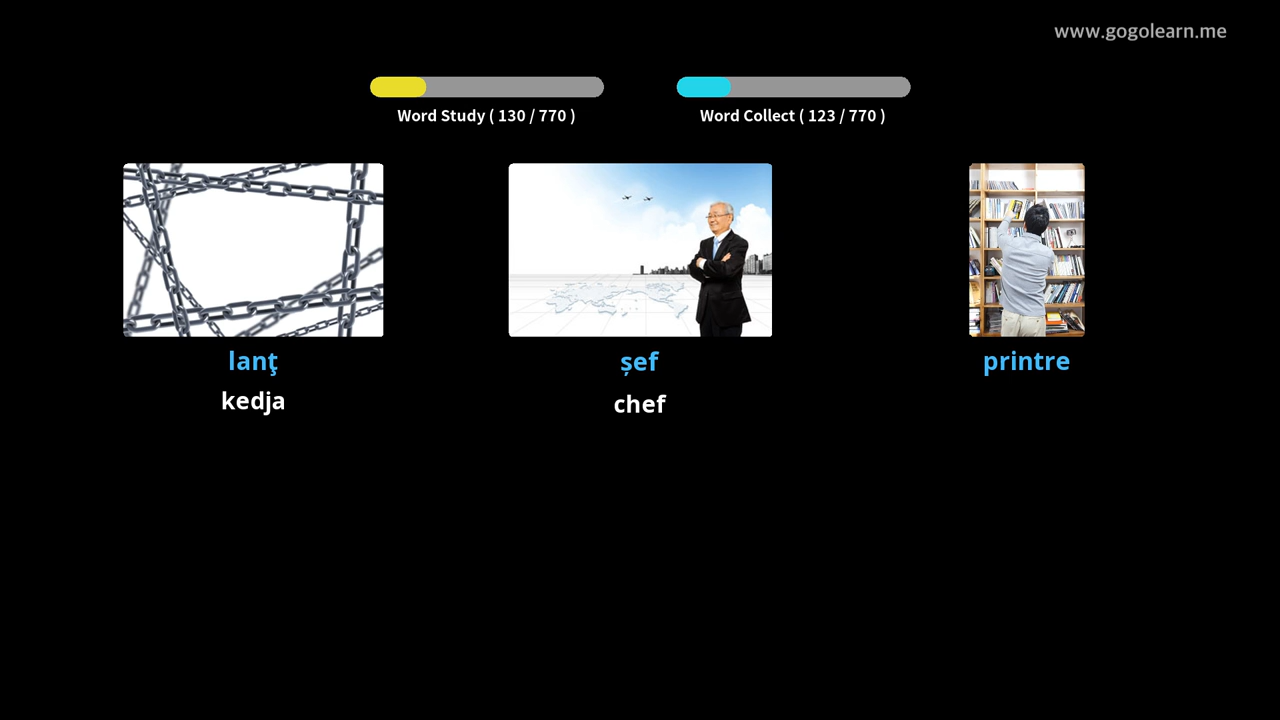 www.gogolearn.me
Word Study ( 130 / 770 )
Word Collect ( 123 / 770 )
lanţ
șef
printre
kedja
chef